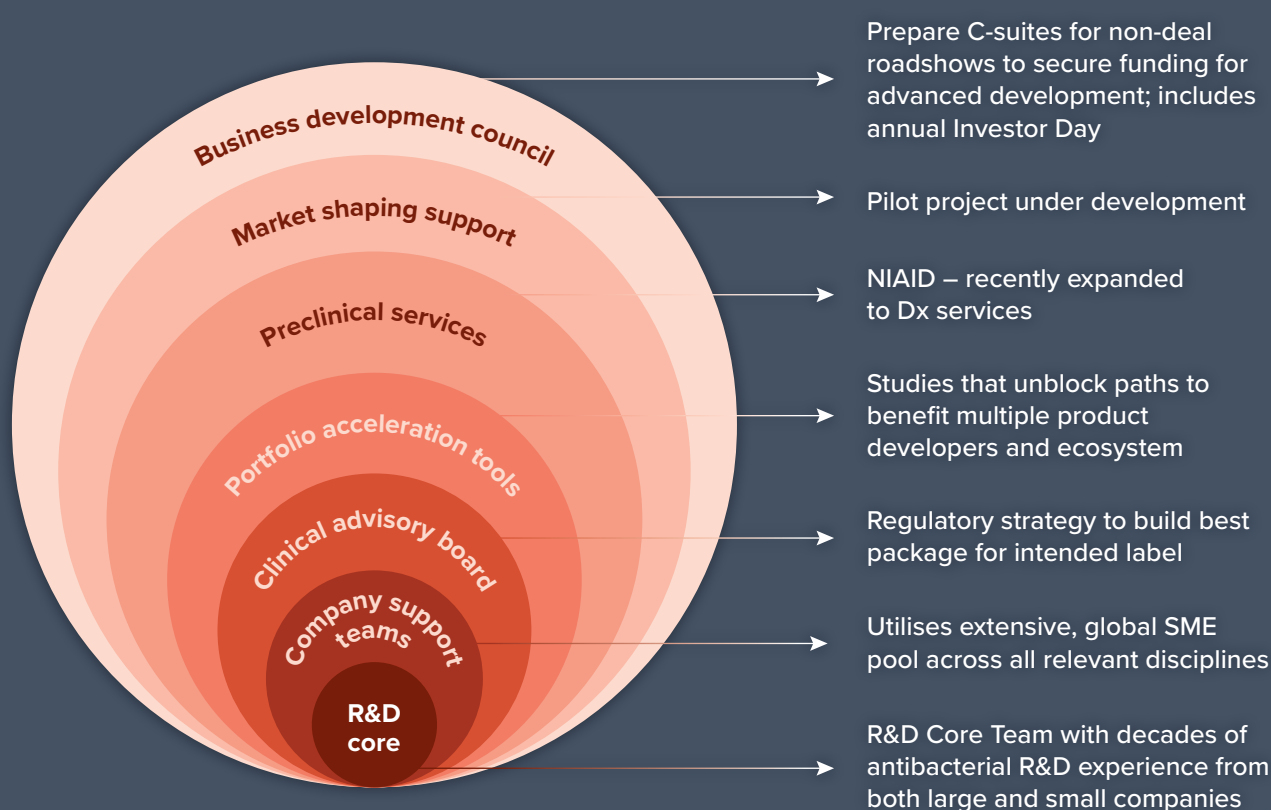 Business development council
Prepare C-suites for non-deal
roadshows to secure funding for
advanced development; includes
annual Investor Day
Market shaping support
Pilot project under development
Preclinical services
NIAID – recently expanded
to Dx services
Portfolio acceleration tools
Studies that unblock paths to
benefit multiple product
developers and ecosystem
Clinical advisory board
Regulatory strategy to build best
package for intended label
Company support
teams
Utilises extensive, global SME
pool across all relevant disciplines
R&D
core
R&D Core Team with decades of
antibacterial R&D experience from
both large and small companies